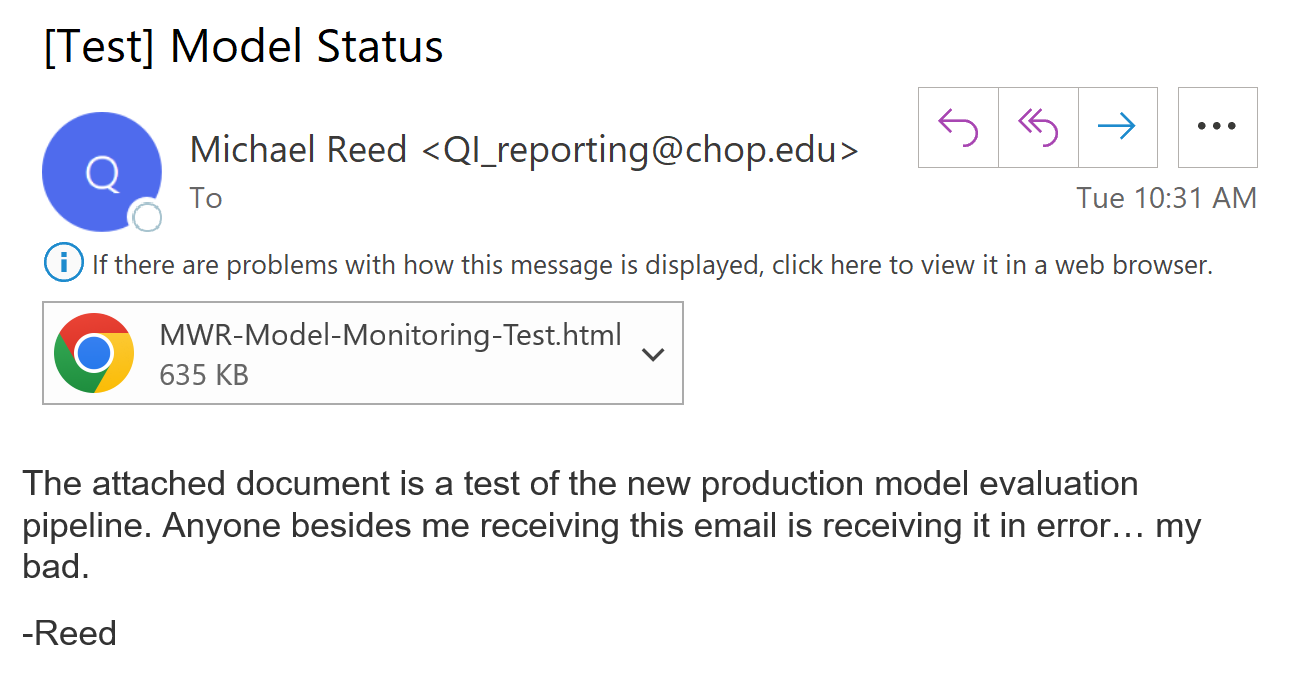 [Test] Model Status
Q
Michael Reed <QI_reporting@chop.edu>
To
Tue 10:31 AM
If there are problems with how this message is displayed, click here to view it in a web browser.
MWR-Model-Monitoring-Test.html
635 KB
The attached document is a test of the new production model evaluation
pipeline. Anyone besides me receiving this email is receiving it in error… my
bad.
-Reed